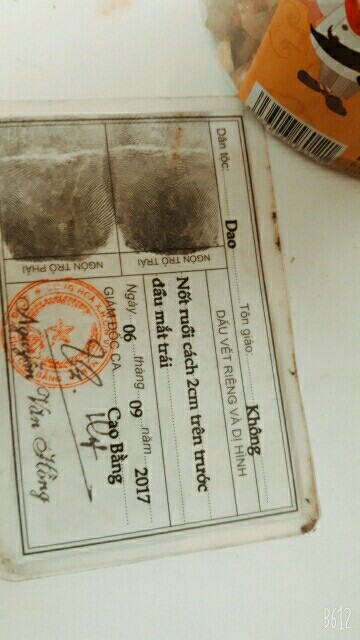 Dân tộc: Dao Tôn giáo: Không
DẤU VẾT RIÊNG VÀ DỊ HÌNH
NGÓN TRỎ TRÁI
Nốt ruồi cách 2cm trên trước
đầu mắt trái
NGÓN TRỎ PHẢI
Ngày 06 tháng 09 năm 2017
GIÁM ĐỐC CA Cao Bằng
Nguyễn Văn Hồng
B612